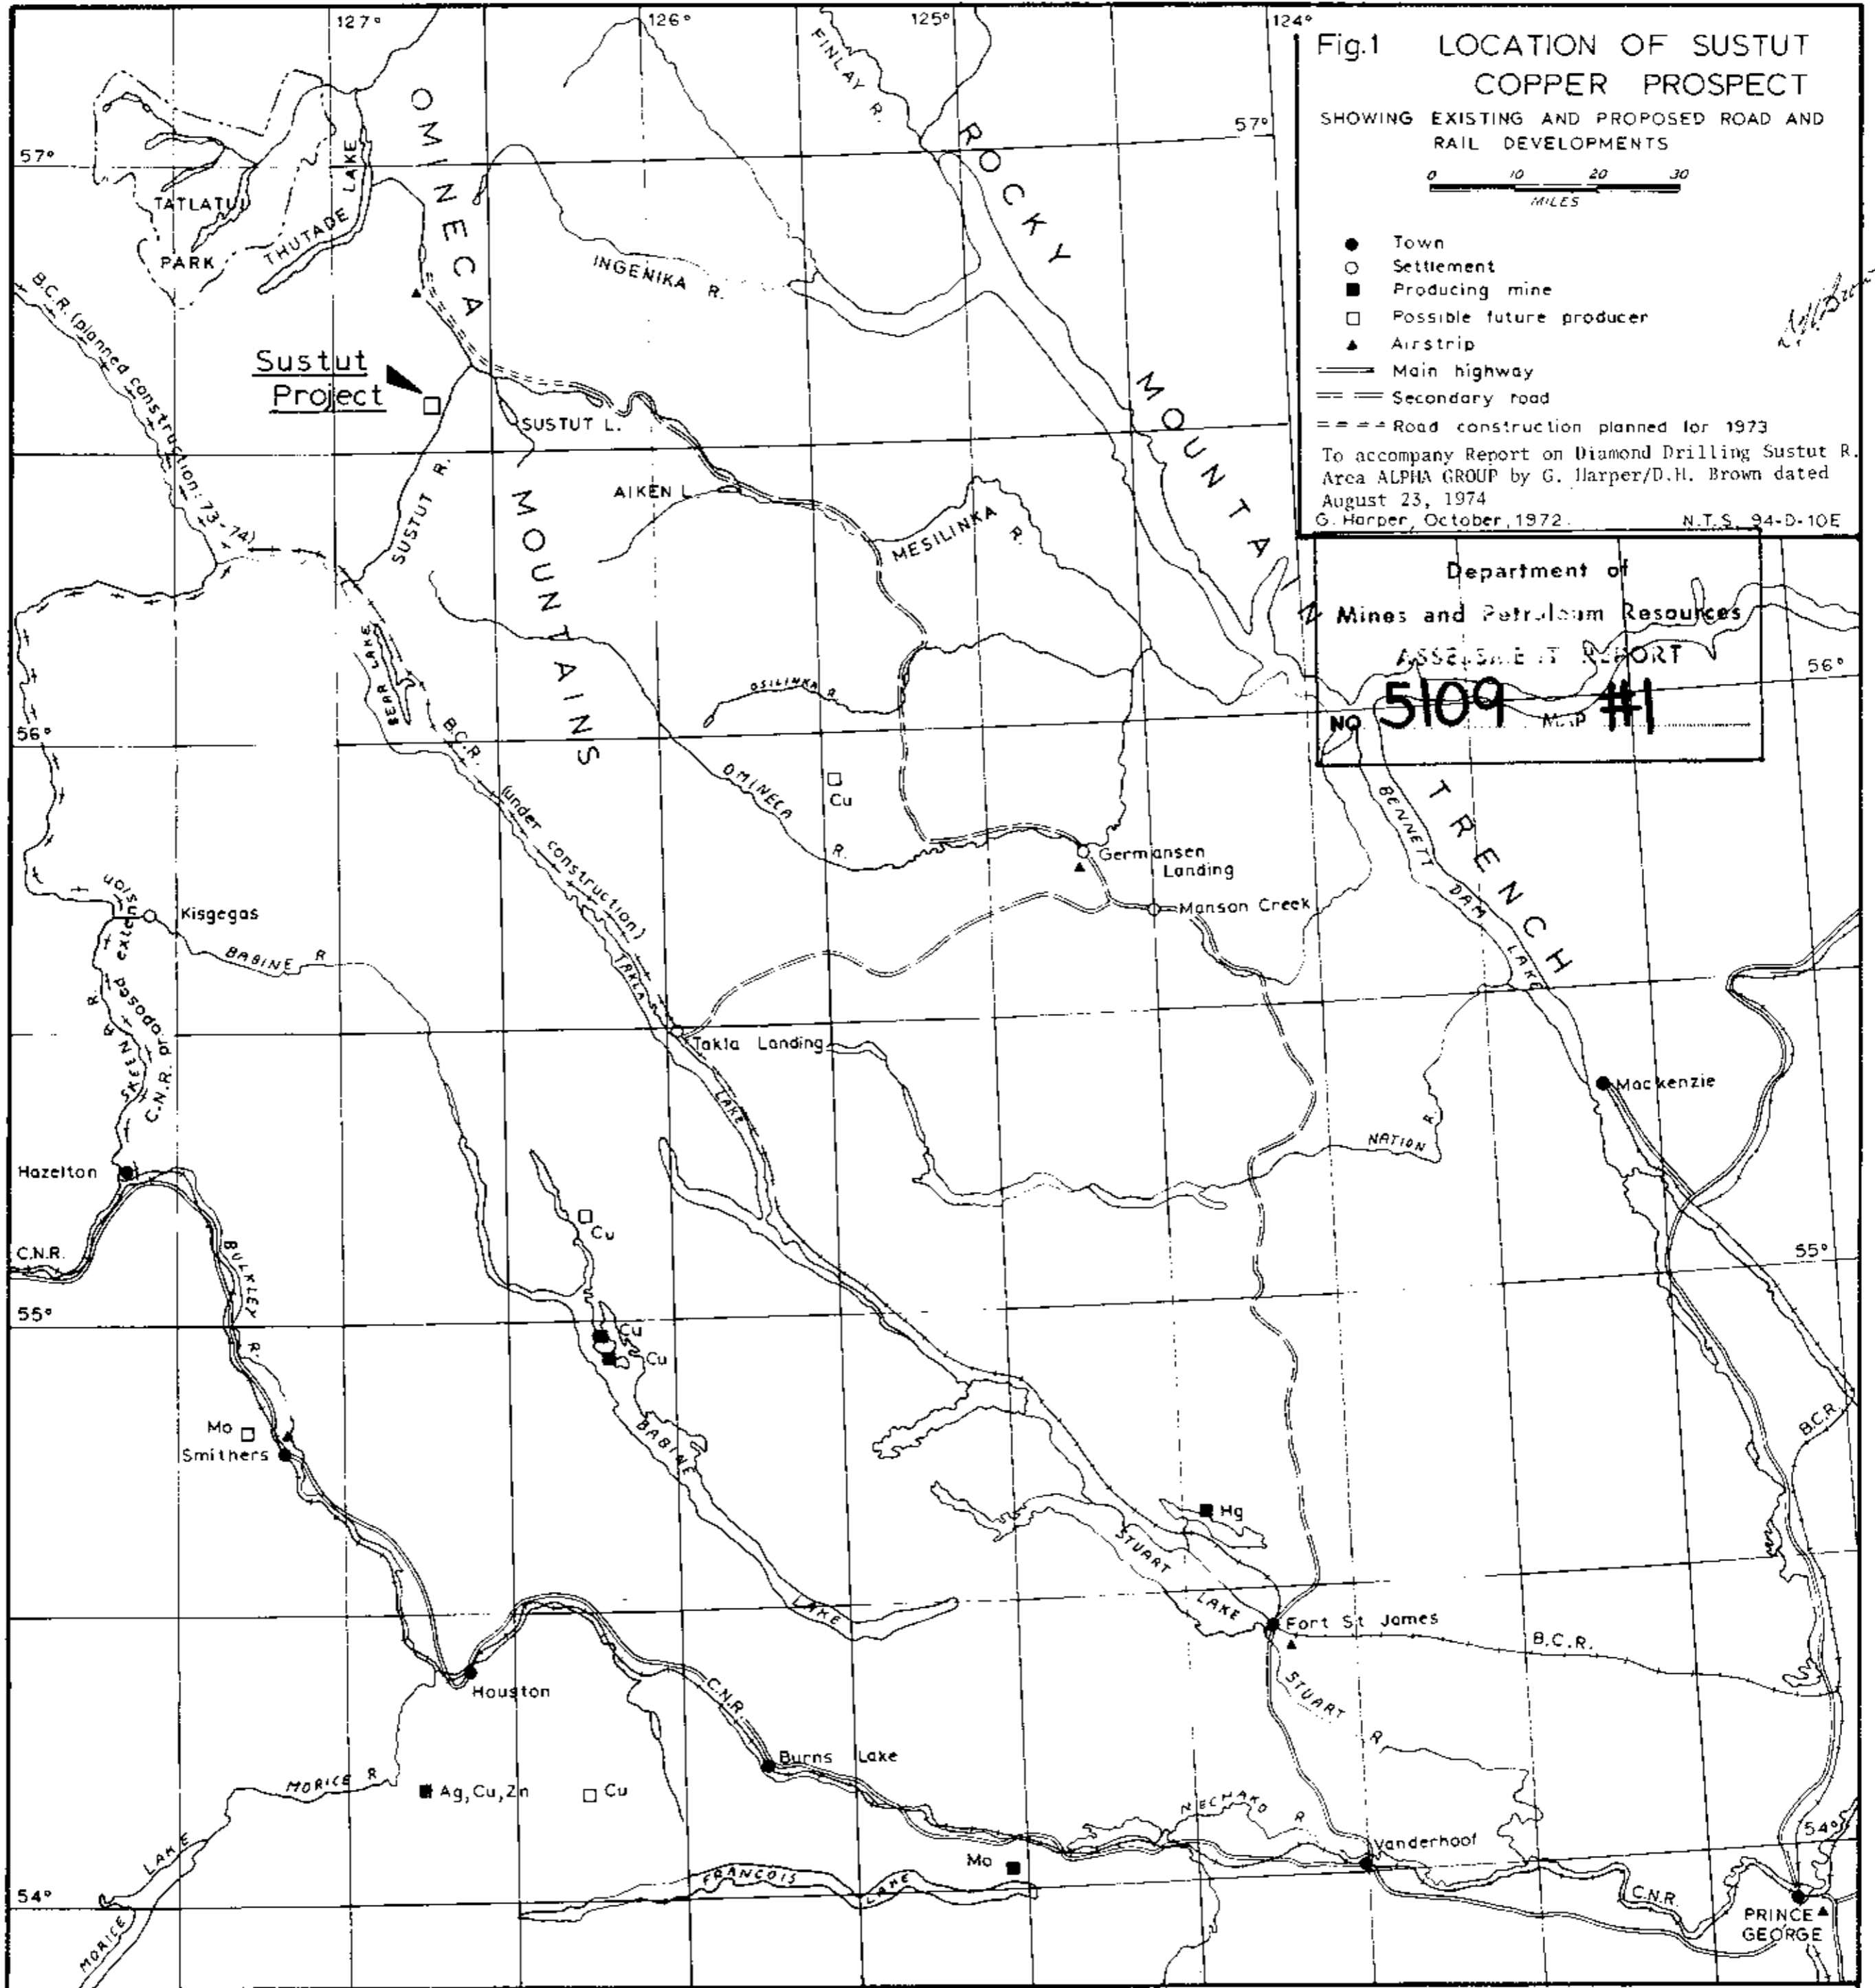 127°
126°
125°
124°
Fig.1 LOCATION OF SUSTUT
COPPER PROSPECT
SHOWING EXISTING AND PROPOSED ROAD AND
RAIL DEVELOPMENTS
0 10 20 30
MILES
Town
Settlement
Producing mine
Possible future producer
Airstrip
Main highway
Secondary road
Road construction planned for 1973
To accompany Report on Diamond Drilling Sustut R.
Area ALPHA GROUP by G. Harper/D.H. Brown dated
August 23, 1974
G. Harper, October, 1972. N.T.S. 94-D-10E
Department of
Mines and Petroleum Resources
ASSESSMENT REPORT
NO 5109 MAP #1
57°
57°
FINLAY R.
OMINECA
MOUNTAINS
ROCKY
MOUNTAIN
TRENCH
TATLATUI
PARK
THUTADE
LAKE
INGENIKA R.
B.C.R. (planned construction: 73-74)
Sustut
Project
SUSTUT L.
SUSTUT R.
AIKEN L.
MESILINKA
R.
BEAR LAKE
OSILINKA R.
56°
56°
B.C.R.
(under construction)
OMINECA
R.
Cu
Germansen
Landing
Manson Creek
BENNETT
DAM
LAKE
Kisgegas
BABINE R
SKEENA R.
C.N.R. proposed extension
TAKLA
LAKE
Takla Landing
Mackenzie
NATION
R.
Hazelton
C.N.R.
BULKLEY
R.
Cu
55°
55°
Cu
Cu
Mo
Smithers
BABINE
LAKE
Hg
STUART
LAKE
Fort St James
B.C.R.
B.C.R.
STUART
R
Houston
C.N.R.
Burns Lake
MORICE R
Ag,Cu,Zn
Cu
NECHAKO R
Vanderhoof
54°
54°
Mo
FRANCOIS
LAKE
MORICE
LAKE
C.N.R
PRINCE
GEORGE